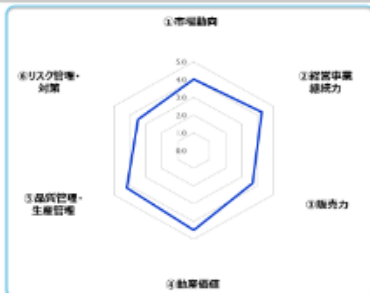 ①市場動向
⑥リスク管理・
対策
②経営事業
継続力
5.0
4.0
3.0
2.0
1.0
0.0
⑤品質管理・
生産管理
③販売力
④勘案価値